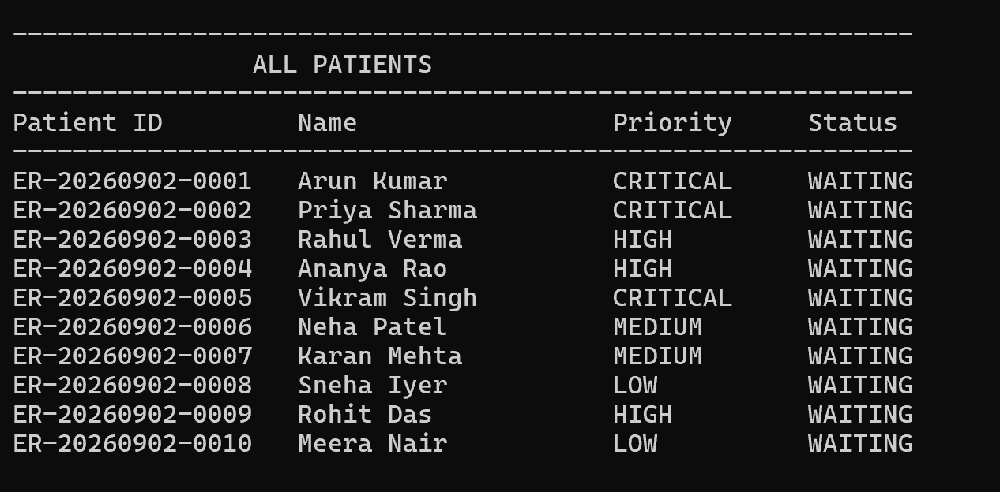 ------------------------------------------------------------
ALL PATIENTS
------------------------------------------------------------
Patient ID   Name   Priority   Status
------------------------------------------------------------
ER-20260902-0001   Arun Kumar   CRITICAL   WAITING
ER-20260902-0002   Priya Sharma   CRITICAL   WAITING
ER-20260902-0003   Rahul Verma   HIGH   WAITING
ER-20260902-0004   Ananya Rao   HIGH   WAITING
ER-20260902-0005   Vikram Singh   CRITICAL   WAITING
ER-20260902-0006   Neha Patel   MEDIUM   WAITING
ER-20260902-0007   Karan Mehta   MEDIUM   WAITING
ER-20260902-0008   Sneha Iyer   LOW   WAITING
ER-20260902-0009   Rohit Das   HIGH   WAITING
ER-20260902-0010   Meera Nair   LOW   WAITING